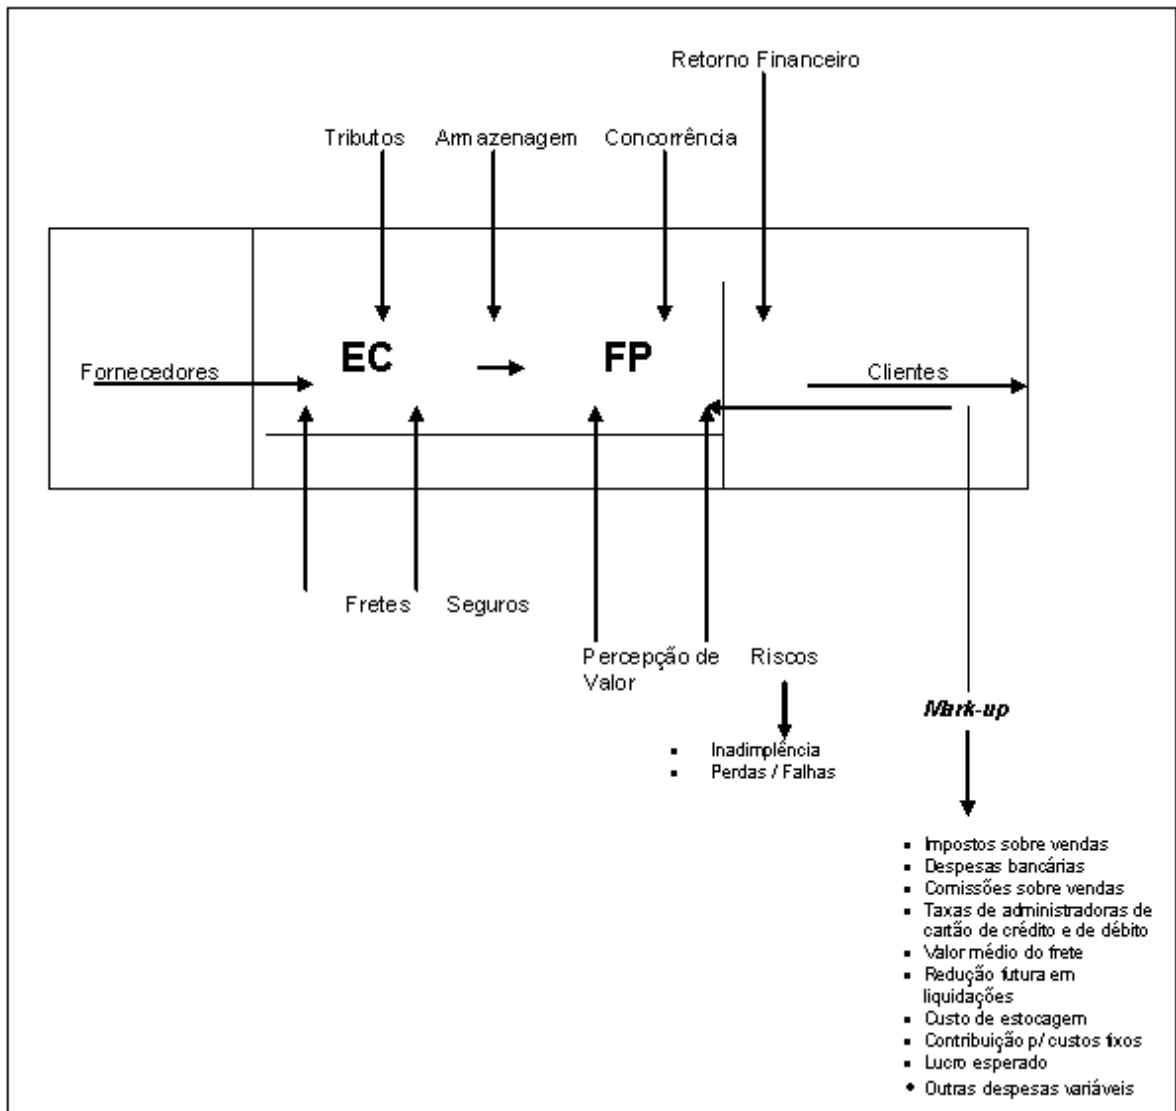 Retorno Financeiro
Tributos Armazenagem Concorrência
EC FP
Fornecedores Clientes
Fretes Seguros
Percepção de Riscos
Valor
Mark-up
▪ Inadimplência
▪ Perdas / Falhas
▪ Impostos sobre vendas
▪ Despesas bancárias
▪ Comissões sobre vendas
▪ Taxas de administradoras de
cartão de crédito e de débito
▪ Valor médio do frete
▪ Redução futura em
liquidações
▪ Custo de estocagem
▪ Contribuição p/ custos fixos
▪ Lucro esperado
• Outras despesas variáveis